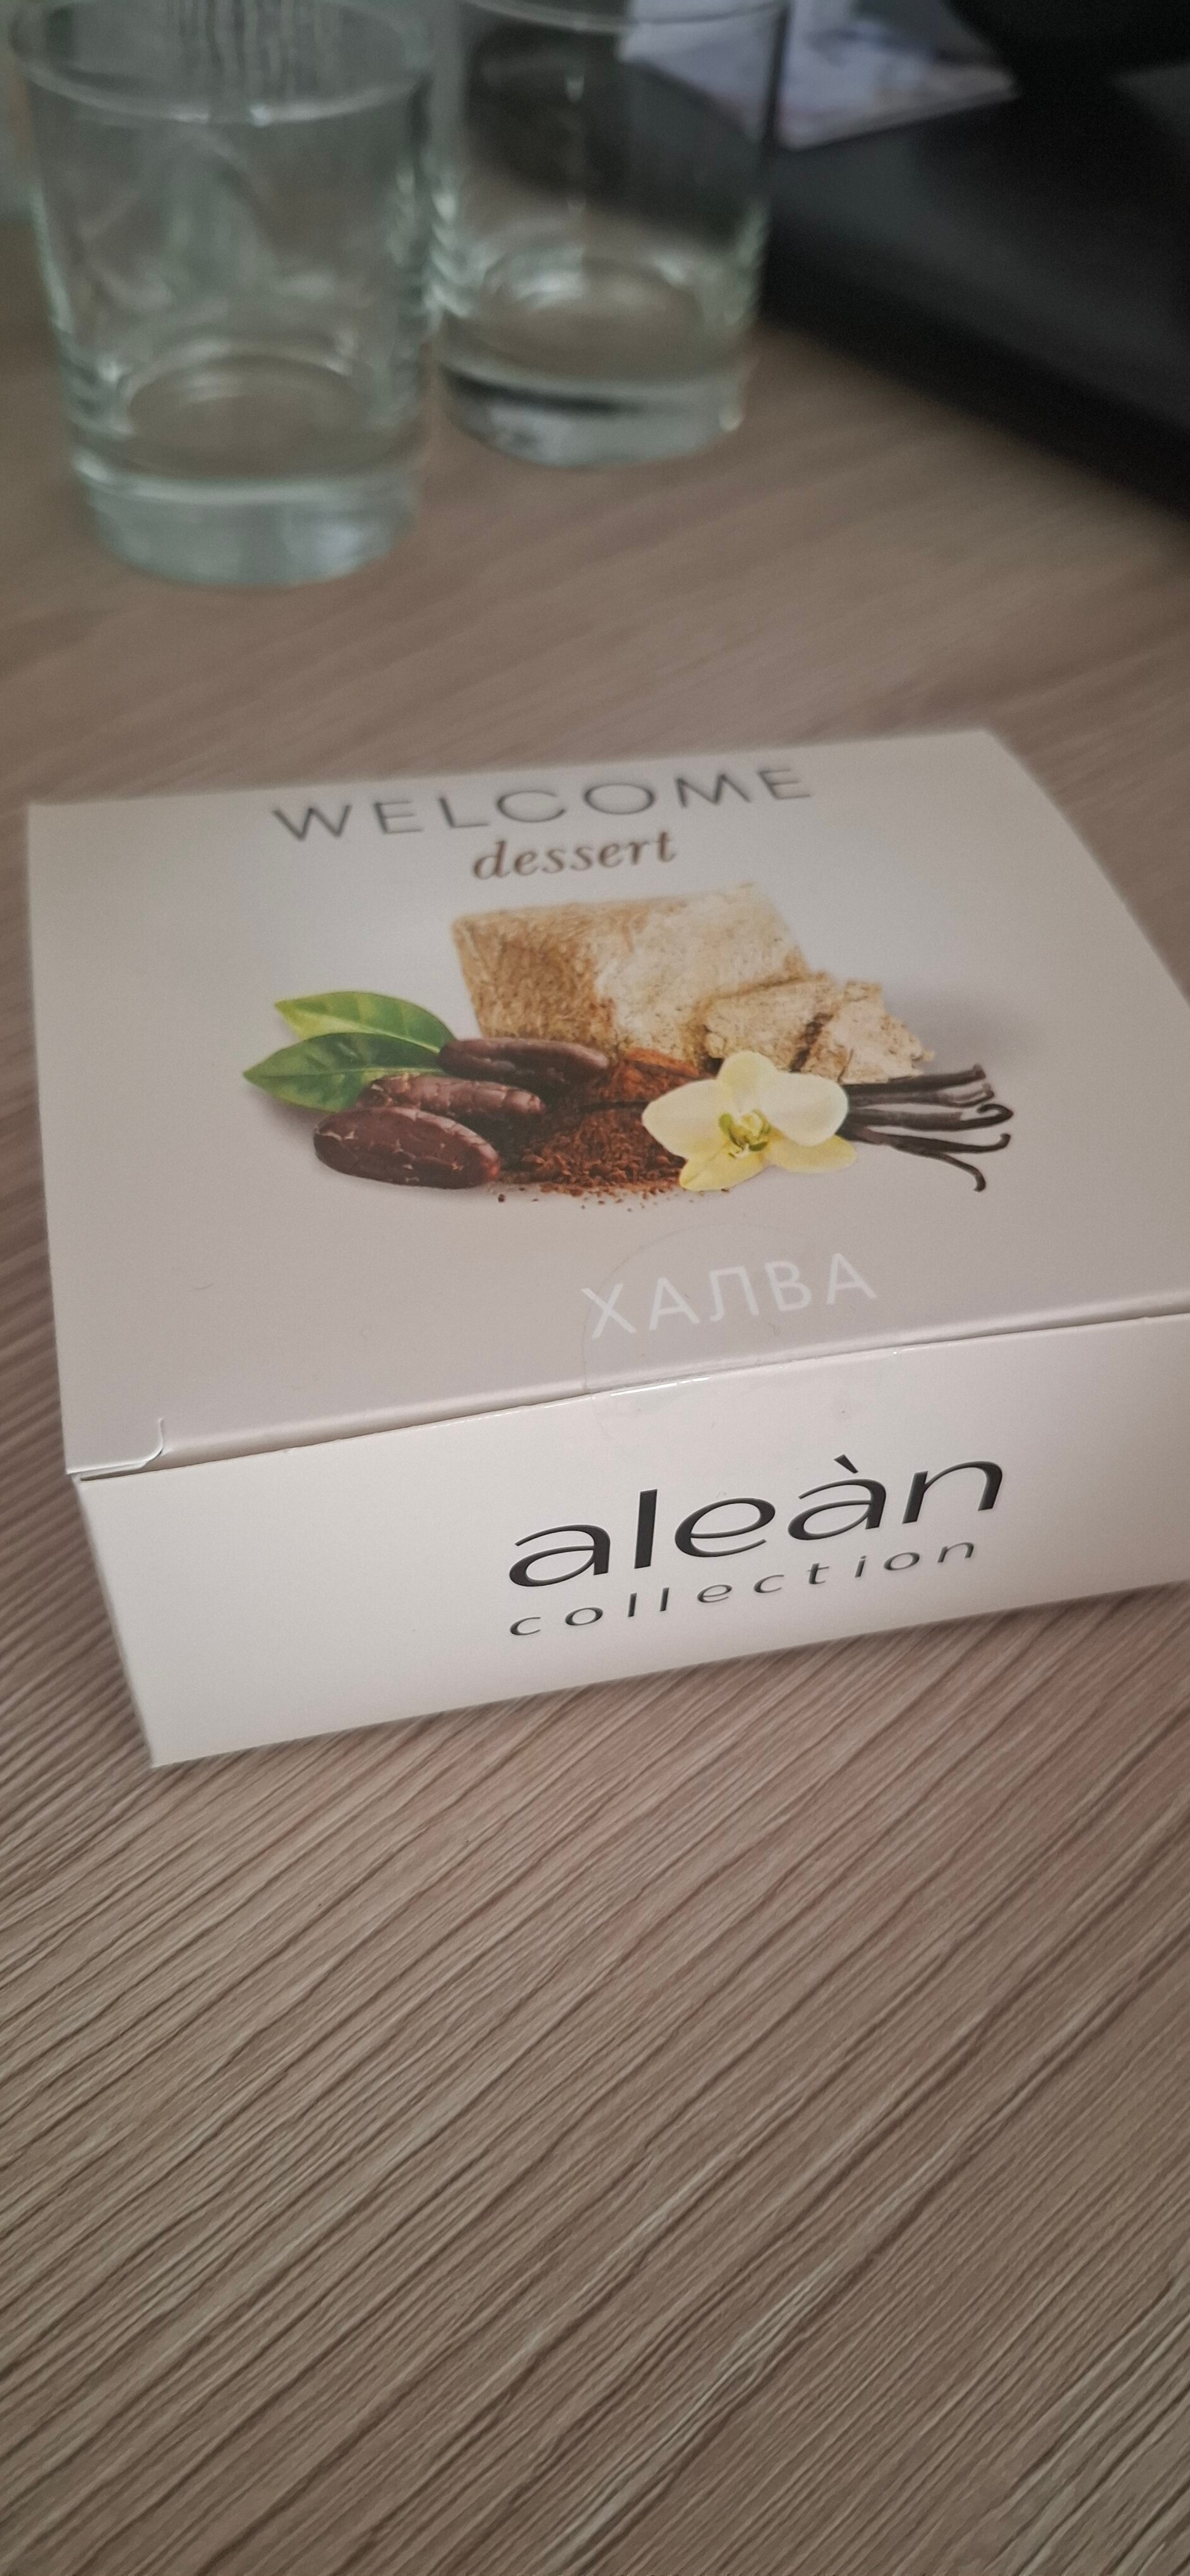 WELCOME
dessert
ХАЛВА
aleàn
collection